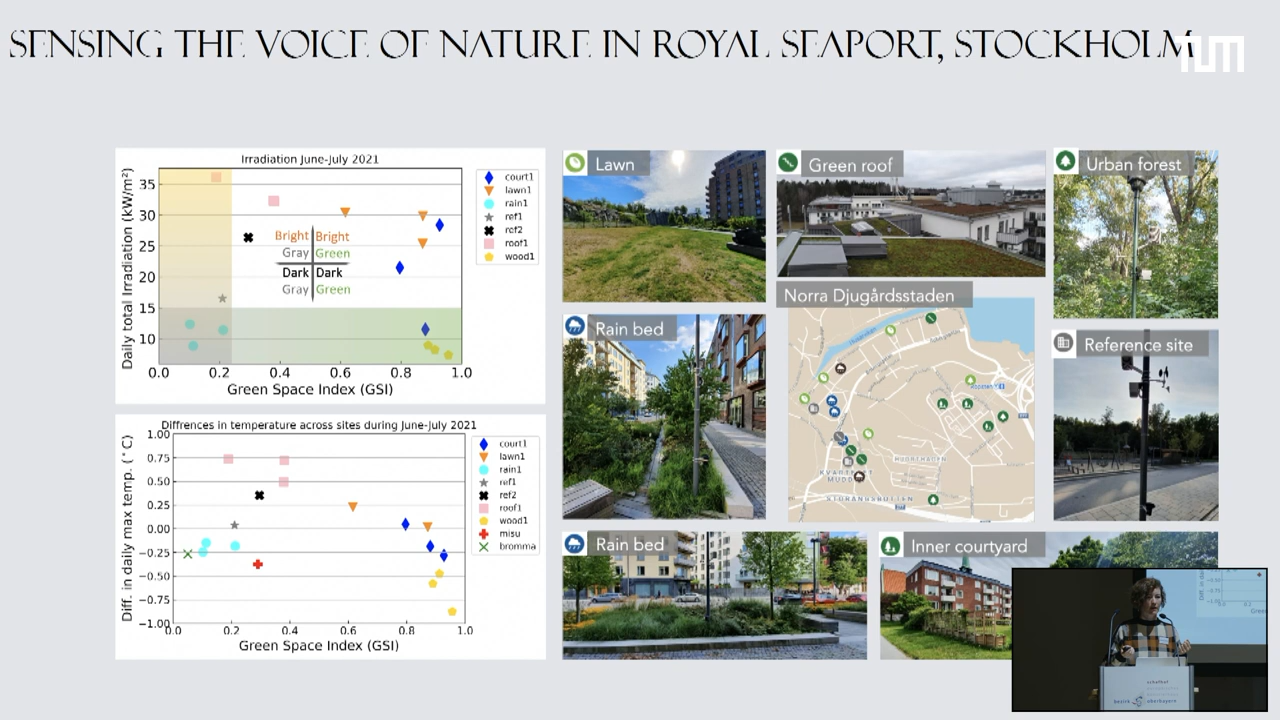 SENSING THE VOICE OF NATURE IN ROYAL SEAPORT, STOCKHOLM
TUM
Irradiation June-July 2021
Daily total Irradiation (kW/m²)
35
30
25
20
15
10
Bright Bright
Gray Green
Dark Dark
Gray Green
0.0 0.2 0.4 0.6 0.8 1.0
Green Space Index (GSI)
court1
lawn1
rain1
ref1
ref2
roof1
wood1
Diffrences in temperature across sites during June-July 2021
Diff. in daily max temp. (°C)
1.00
0.75
0.50
0.25
0.00
−0.25
−0.50
−0.75
−1.00
0.0 0.2 0.4 0.6 0.8 1.0
Green Space Index (GSI)
court1
lawn1
rain1
ref1
ref2
roof1
wood1
misu
bromma
Lawn
Green roof
Urban forest
Rain bed
Norra Djugårdsstaden
HJORTHAGEN
STORÄNGSBOTTEN
Reference site
Rain bed
Inner courtyard
schafhof
bezirk oberbayern